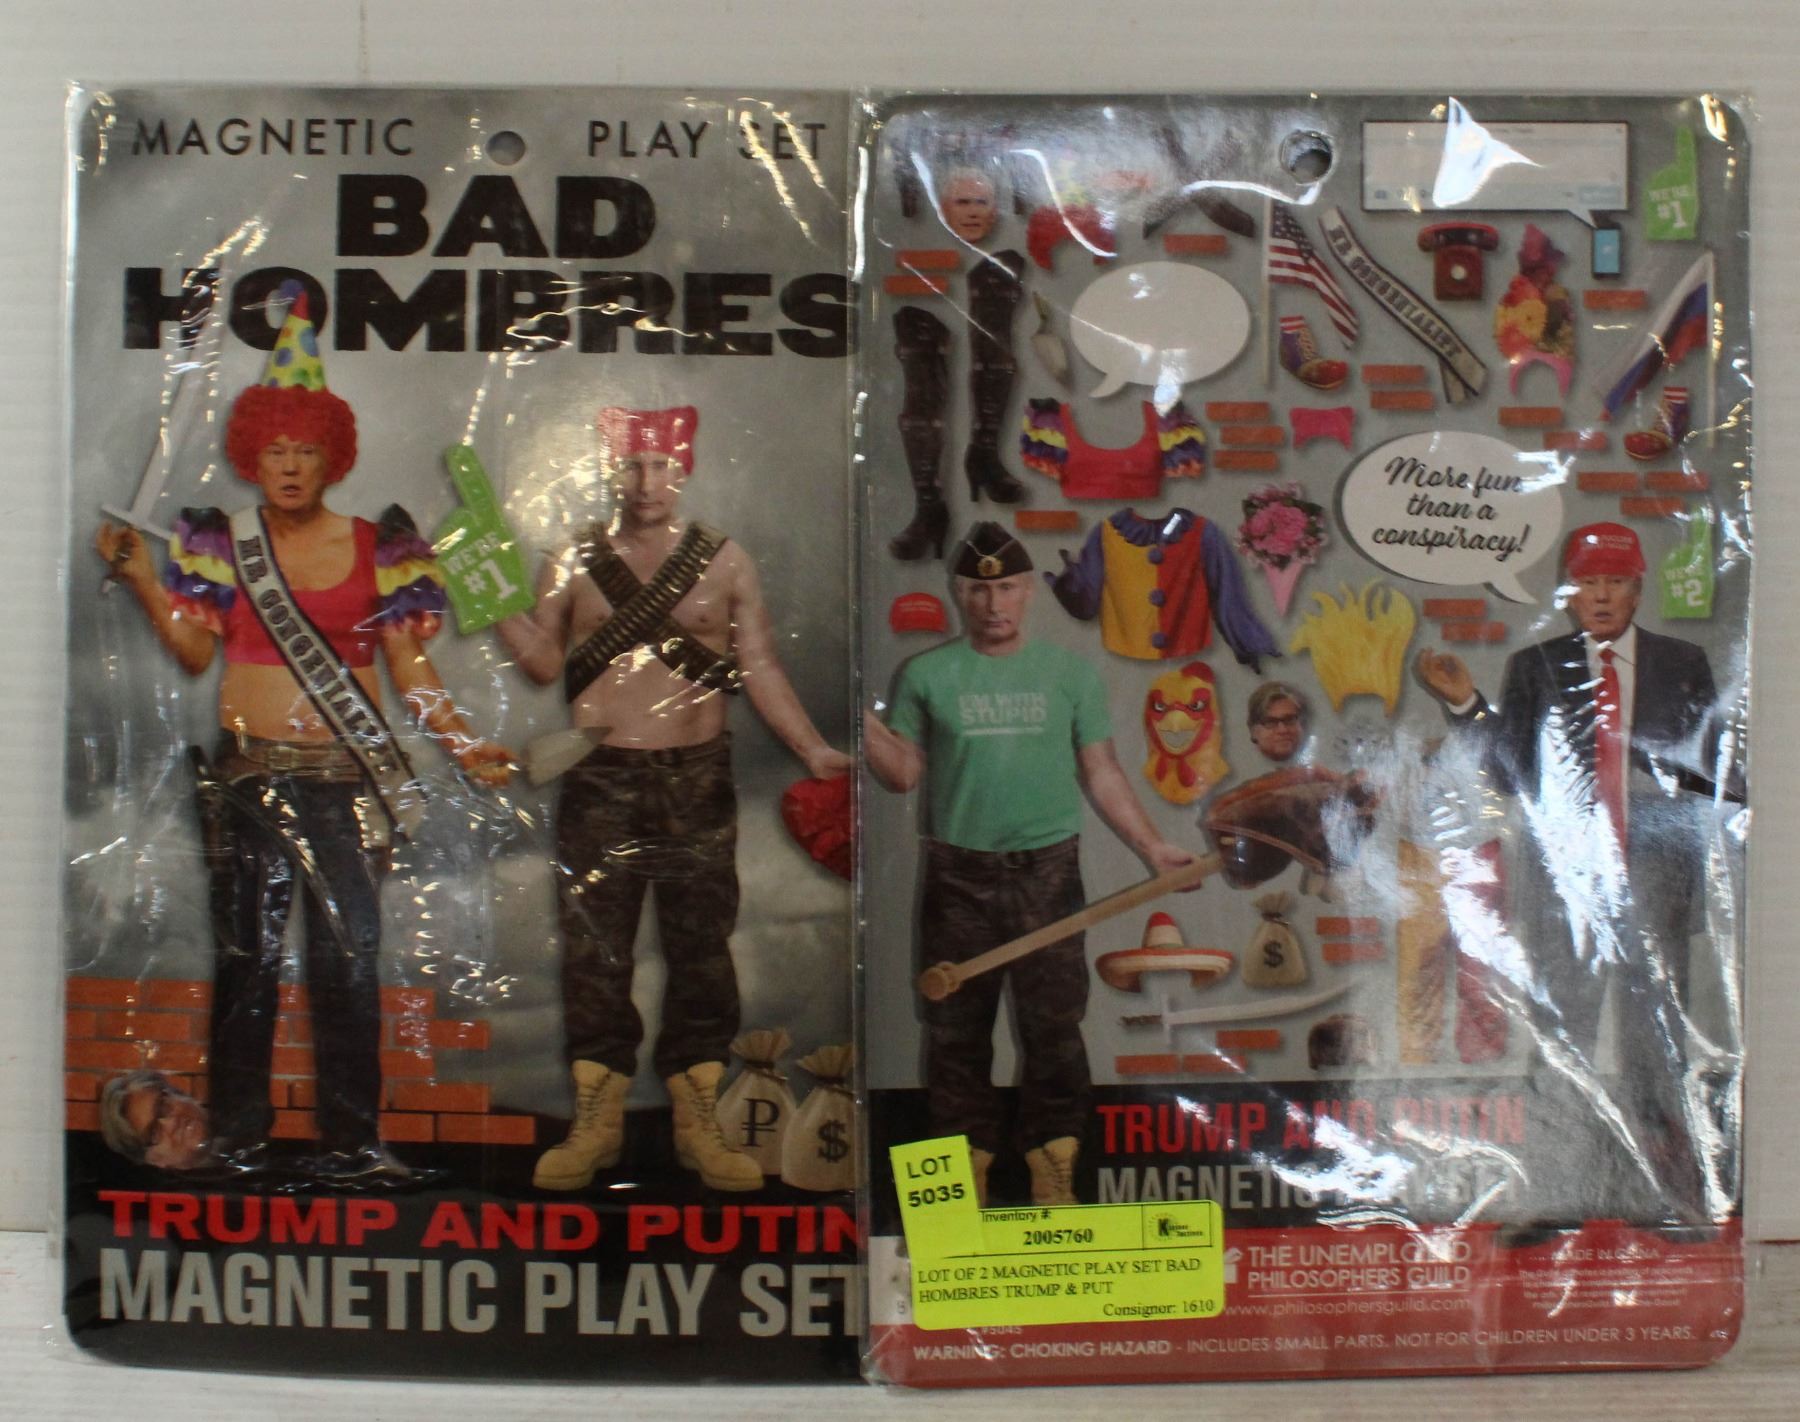 MAGNETIC PLAY SET
BAD
HOMBRES
WE'RE
#1
MR CONGENIALITY
₽
$
TRUMP AND PUTIN
MAGNETIC PLAY SET
WE'RE
#1
MR CONGENIALITY
More fun
than a
conspiracy!
WE'RE
#2
I'M WITH
STUPID
$
TRUMP AND PUTIN
MAGNETIC PLAY SET
LOT
5035
Inventory #:
2005760
LOT OF 2 MAGNETIC PLAY SET BAD
HOMBRES TRUMP & PUT
Consignor: 1610
THE UNEMPLOYED
PHILOSOPHERS GUILD
www.philosophersguild.com
MADE IN CHINA
WARNING: CHOKING HAZARD - INCLUDES SMALL PARTS. NOT FOR CHILDREN UNDER 3 YEARS.